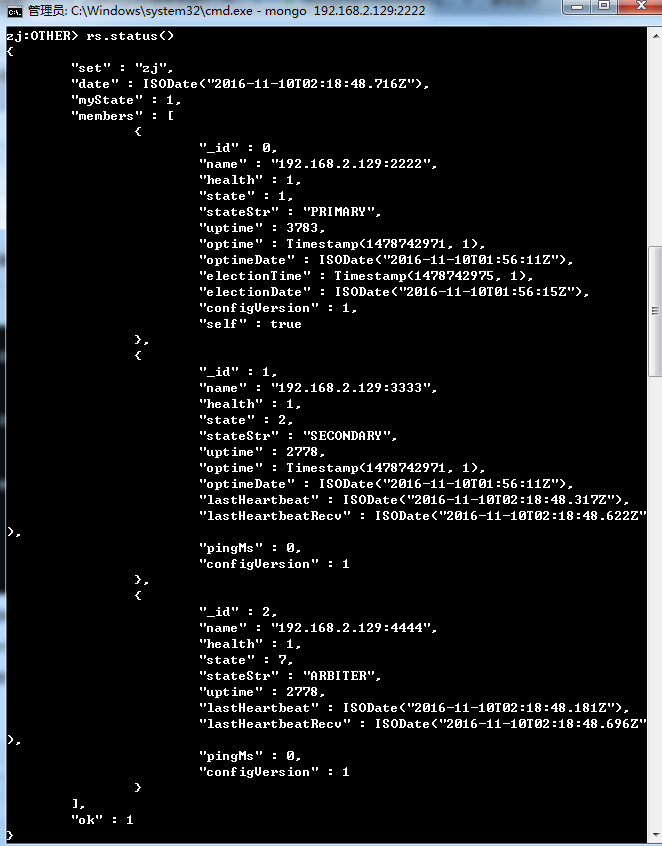 管理员: C:\Windows\system32\cmd.exe - mongo  192.168.2.129:2222
zj:OTHER> rs.status()
{
        "set" : "zj",
        "date" : ISODate("2016-11-10T02:18:48.716Z"),
        "myState" : 1,
        "members" : [
                {
                        "_id" : 0,
                        "name" : "192.168.2.129:2222",
                        "health" : 1,
                        "state" : 1,
                        "stateStr" : "PRIMARY",
                        "uptime" : 3783,
                        "optime" : Timestamp(1478742971, 1),
                        "optimeDate" : ISODate("2016-11-10T01:56:11Z"),
                        "electionTime" : Timestamp(1478742975, 1),
                        "electionDate" : ISODate("2016-11-10T01:56:15Z"),
                        "configVersion" : 1,
                        "self" : true
                },
                {
                        "_id" : 1,
                        "name" : "192.168.2.129:3333",
                        "health" : 1,
                        "state" : 2,
                        "stateStr" : "SECONDARY",
                        "uptime" : 2778,
                        "optime" : Timestamp(1478742971, 1),
                        "optimeDate" : ISODate("2016-11-10T01:56:11Z"),
                        "lastHeartbeat" : ISODate("2016-11-10T02:18:48.317Z"),
                        "lastHeartbeatRecv" : ISODate("2016-11-10T02:18:48.622Z"
),
                        "pingMs" : 0,
                        "configVersion" : 1
                },
                {
                        "_id" : 2,
                        "name" : "192.168.2.129:4444",
                        "health" : 1,
                        "state" : 7,
                        "stateStr" : "ARBITER",
                        "uptime" : 2778,
                        "lastHeartbeat" : ISODate("2016-11-10T02:18:48.181Z"),
                        "lastHeartbeatRecv" : ISODate("2016-11-10T02:18:48.696Z"
),
                        "pingMs" : 0,
                        "configVersion" : 1
                }
        ],
        "ok" : 1
}